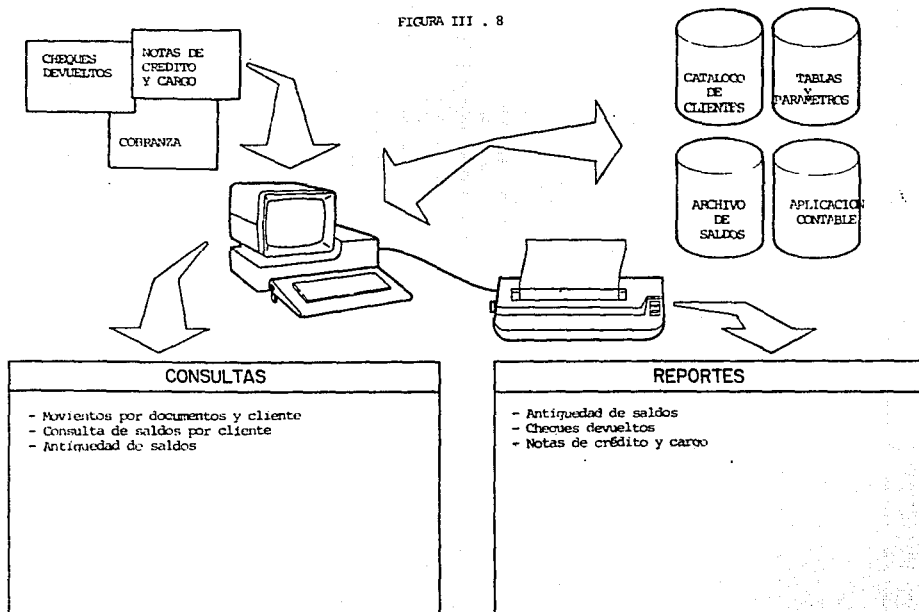 FIGURA III . 8
CHEQUES
DEVUELTOS
NOTAS DE
CREDITO
Y CARGO
COBRANZA
CATALOGO
DE
CLIENTES
TABLAS
Y
PARAMETROS
ARCHIVO
DE
SALDOS
APLICACION
CONTABLE
CONSULTAS
- Movientos por documentos y cliente
- Consulta de saldos por cliente
- Antiguedad de saldos
REPORTES
- Antiguedad de saldos
- Cheques devueltos
- Notas de crédito y cargo